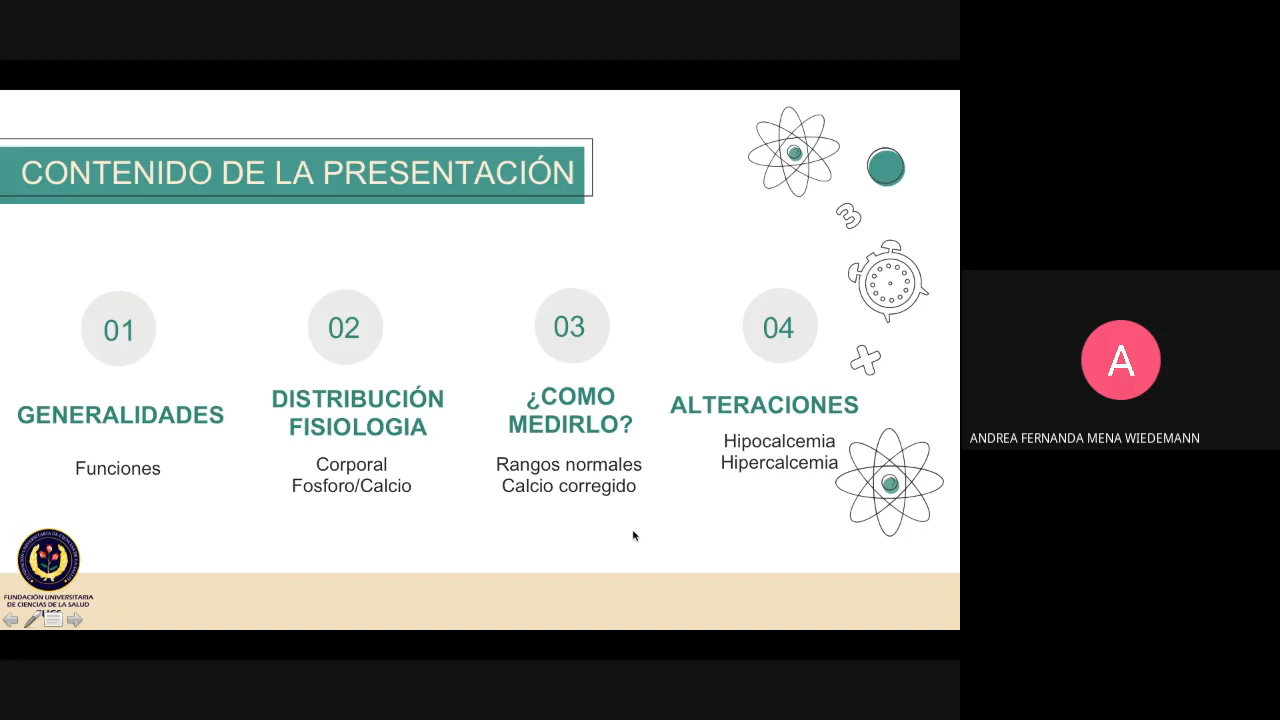 CONTENIDO DE LA PRESENTACIÓN
3
01
02
03
04
GENERALIDADES
DISTRIBUCIÓN
FISIOLOGIA
¿COMO
MEDIRLO?
ALTERACIONES
Funciones
Corporal
Fosforo/Calcio
Rangos normales
Calcio corregido
Hipocalcemia
Hipercalcemia
FUNDACIÓN UNIVERSITARIA
DE CIENCIAS DE LA SALUD
A
ANDREA FERNANDA MENA WIEDEMANN